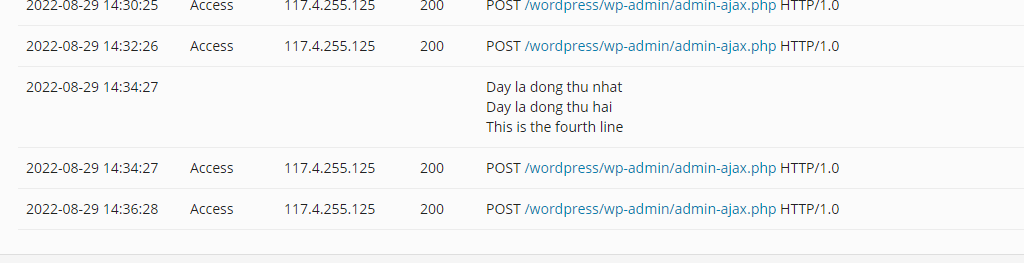 2022-08-29 14:30:25 Access 117.4.255.125 200 POST /wordpress/wp-admin/admin-ajax.php HTTP/1.0
2022-08-29 14:32:26 Access 117.4.255.125 200 POST /wordpress/wp-admin/admin-ajax.php HTTP/1.0
2022-08-29 14:34:27 Day la dong thu nhat
Day la dong thu hai
This is the fourth line
2022-08-29 14:34:27 Access 117.4.255.125 200 POST /wordpress/wp-admin/admin-ajax.php HTTP/1.0
2022-08-29 14:36:28 Access 117.4.255.125 200 POST /wordpress/wp-admin/admin-ajax.php HTTP/1.0